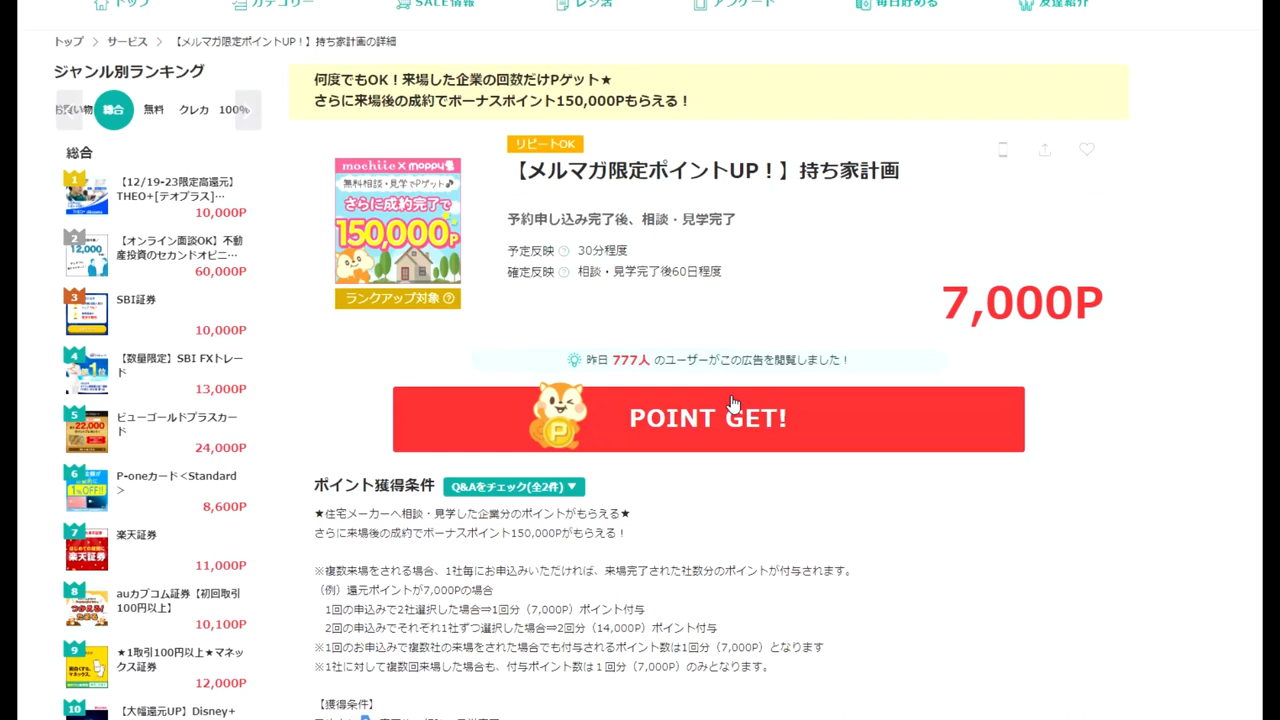 トップ
カテゴリー
SALE情報
レシ活
アンケート
毎日貯める
友達紹介
トップ > サービス > 【メルマガ限定ポイントUP！】持ち家計画の詳細
ジャンル別ランキング
お買い物 総合 無料 クレカ 100%
総合
1
【12/19-23限定高還元】
THEO+[テオプラス]…
10,000P
2
【オンライン面談OK】不動
産投資のセカンドオピニ…
60,000P
3
SBI証券
10,000P
4
【数量限定】SBI FXトレー
ド
13,000P
5
ビューゴールドプラスカー
ド
24,000P
6
P-oneカード＜Standard
＞
8,600P
7
楽天証券
11,000P
8
auカブコム証券【初回取引
100円以上】
10,100P
9
★1取引100円以上★マネッ
クス証券
12,000P
10
【大幅還元UP】Disney+
何度でもOK！来場した企業の回数だけPゲット★
さらに来場後の成約でボーナスポイント150,000Pもらえる！
mochiie×moppy
無料相談・見学でPゲット♪
さらに成約完了で
150,000P
ランクアップ対象
リピートOK
【メルマガ限定ポイントUP！】持ち家計画
予約申し込み完了後、相談・見学完了
予定反映 30分程度
確定反映 相談・見学完了後60日程度
7,000P
昨日 777人 のユーザーがこの広告を閲覧しました！
POINT GET!
ポイント獲得条件 Q&Aをチェック(全2件) ▼
★住宅メーカーへ相談・見学した企業分のポイントがもらえる★
さらに来場後の成約でボーナスポイント150,000Pがもらえる！
※複数来場をされる場合、1社毎にお申込みいただければ、来場完了された社数分のポイントが付与されます。
（例）還元ポイントが7,000Pの場合
1回の申込みで2社選択した場合⇒1回分（7,000P）ポイント付与
2回の申込みでそれぞれ1社ずつ選択した場合⇒2回分（14,000P）ポイント付与
※1回のお申込みで複数社の来場をされた場合でも付与されるポイント数は1回分（7,000P）となります
※1社に対して複数回来場した場合も、付与ポイント数は１回分（7,000P）のみとなります。
【獲得条件】